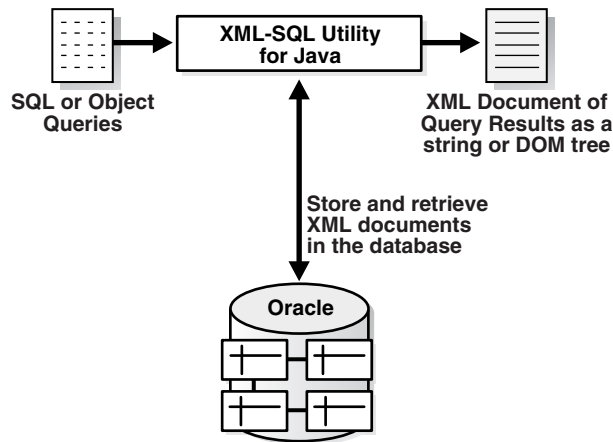 XML-SQL Utility
for Java
SQL or Object
Queries
XML Document of
Query Results as a
string or DOM tree
Store and retrieve
XML documents
in the database
Oracle